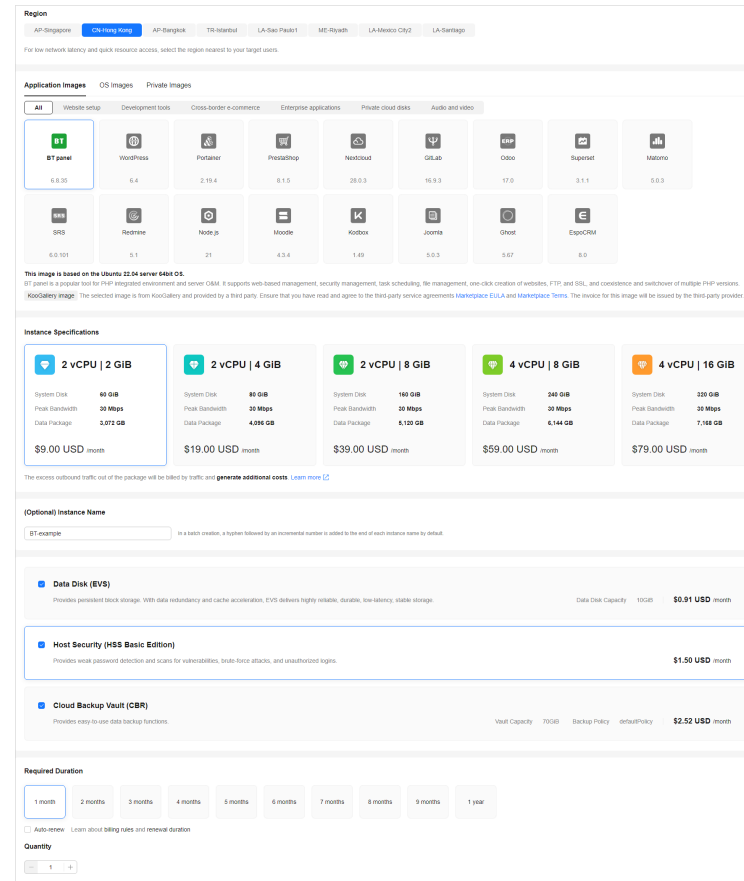 Region
AP-Singapore CN-Hong Kong AP-Bangkok TR-Istanbul LA-Sao Paulo1 ME-Riyadh LA-Mexico City2 LA-Santiago
For low network latency and quick resource access, select the region nearest to your target users.
Application Images OS Images Private Images
All Website setup Development tools Cross-border e-commerce Enterprise applications Private cloud disks Audio and video
BT ERP
BT panel WordPress Portainer PrestaShop Nextcloud GitLab Odoo Superset Matomo
6.8.35 6.4 2.19.4 8.1.5 28.0.3 16.9.3 17.0 3.1.1 5.0.3
SRS
SRS Redmine Node.js Moodle Kodbox Joomla Ghost EspoCRM
6.0.101 5.1 21 4.3.4 1.49 5.0.3 5.67 8.0
This image is based on the Ubuntu 22.04 server 64bit OS.
BT panel is a popular tool for PHP integrated environment and server O&M. It supports web-based management, security management, task scheduling, file management, one-click creation of websites, FTP, and SSL, and coexistence and switchover of multiple PHP versions.
KooGallery Image The selected image is from KooGallery and provided by a third party. Ensure that you have read and agree to the third-party service agreements Marketplace EULA and Marketplace Terms. The invoice for this image will be issued by the third-party provider.
Instance Specifications
2 vCPU | 2 GiB 2 vCPU | 4 GiB 2 vCPU | 8 GiB 4 vCPU | 8 GiB 4 vCPU | 16 GiB
System Disk 60 GiB System Disk 80 GiB System Disk 160 GiB System Disk 240 GiB System Disk 320 GiB
Peak Bandwidth 30 Mbps Peak Bandwidth 30 Mbps Peak Bandwidth 30 Mbps Peak Bandwidth 30 Mbps Peak Bandwidth 30 Mbps
Data Package 3,072 GB Data Package 4,096 GB Data Package 5,120 GB Data Package 6,144 GB Data Package 7,168 GB
$9.00 USD /month $19.00 USD /month $39.00 USD /month $59.00 USD /month $79.00 USD /month
The excess outbound traffic out of the package will be billed by traffic and generate additional costs. Learn more
(Optional) Instance Name
BT-example In a batch creation, a hyphen followed by an incremental number is added to the end of each instance name by default.
Data Disk (EVS)
Provides persistent block storage. With data redundancy and cache acceleration, EVS delivers highly reliable, durable, low-latency, stable storage. Data Disk Capacity 10GiB $0.91 USD /month
Host Security (HSS Basic Edition)
Provides weak password detection and scans for vulnerabilities, brute-force attacks, and unauthorized logins. $1.50 USD /month
Cloud Backup Vault (CBR)
Provides easy-to-use data backup functions. Vault Capacity 70GiB Backup Policy defaultPolicy $2.52 USD /month
Required Duration
1 month 2 months 3 months 4 months 5 months 6 months 7 months 8 months 9 months 1 year
Auto-renew Learn about billing rules and renewal duration
Quantity
− 1 +